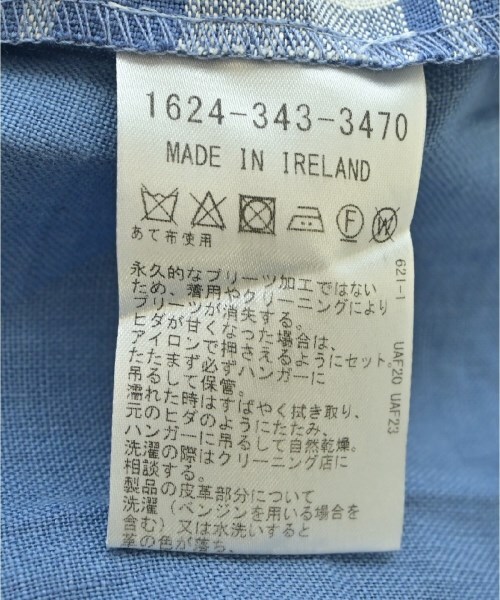 1624-343-3470
MADE IN IRELAND
F W
あて布使用
永久的なプリーツ加工ではない
ため、着用やクリーニングにより
プリーツが消失する。
ヒダが甘くなった場合は、
アイロンで押さえるようにセット。
たたまず必ずハンガーに
吊るして保管。
濡れた時はすばやく拭き取り、
元のヒダのようにたたみ、
ハンガーに吊るして自然乾燥。
洗濯の際はクリーニング店に
相談する。
製品の皮革部分について
洗濯（ベンジンを用いる場合を
含む）又は水洗いすると
革の色が落ち、
621-1 UAF20 UAF23